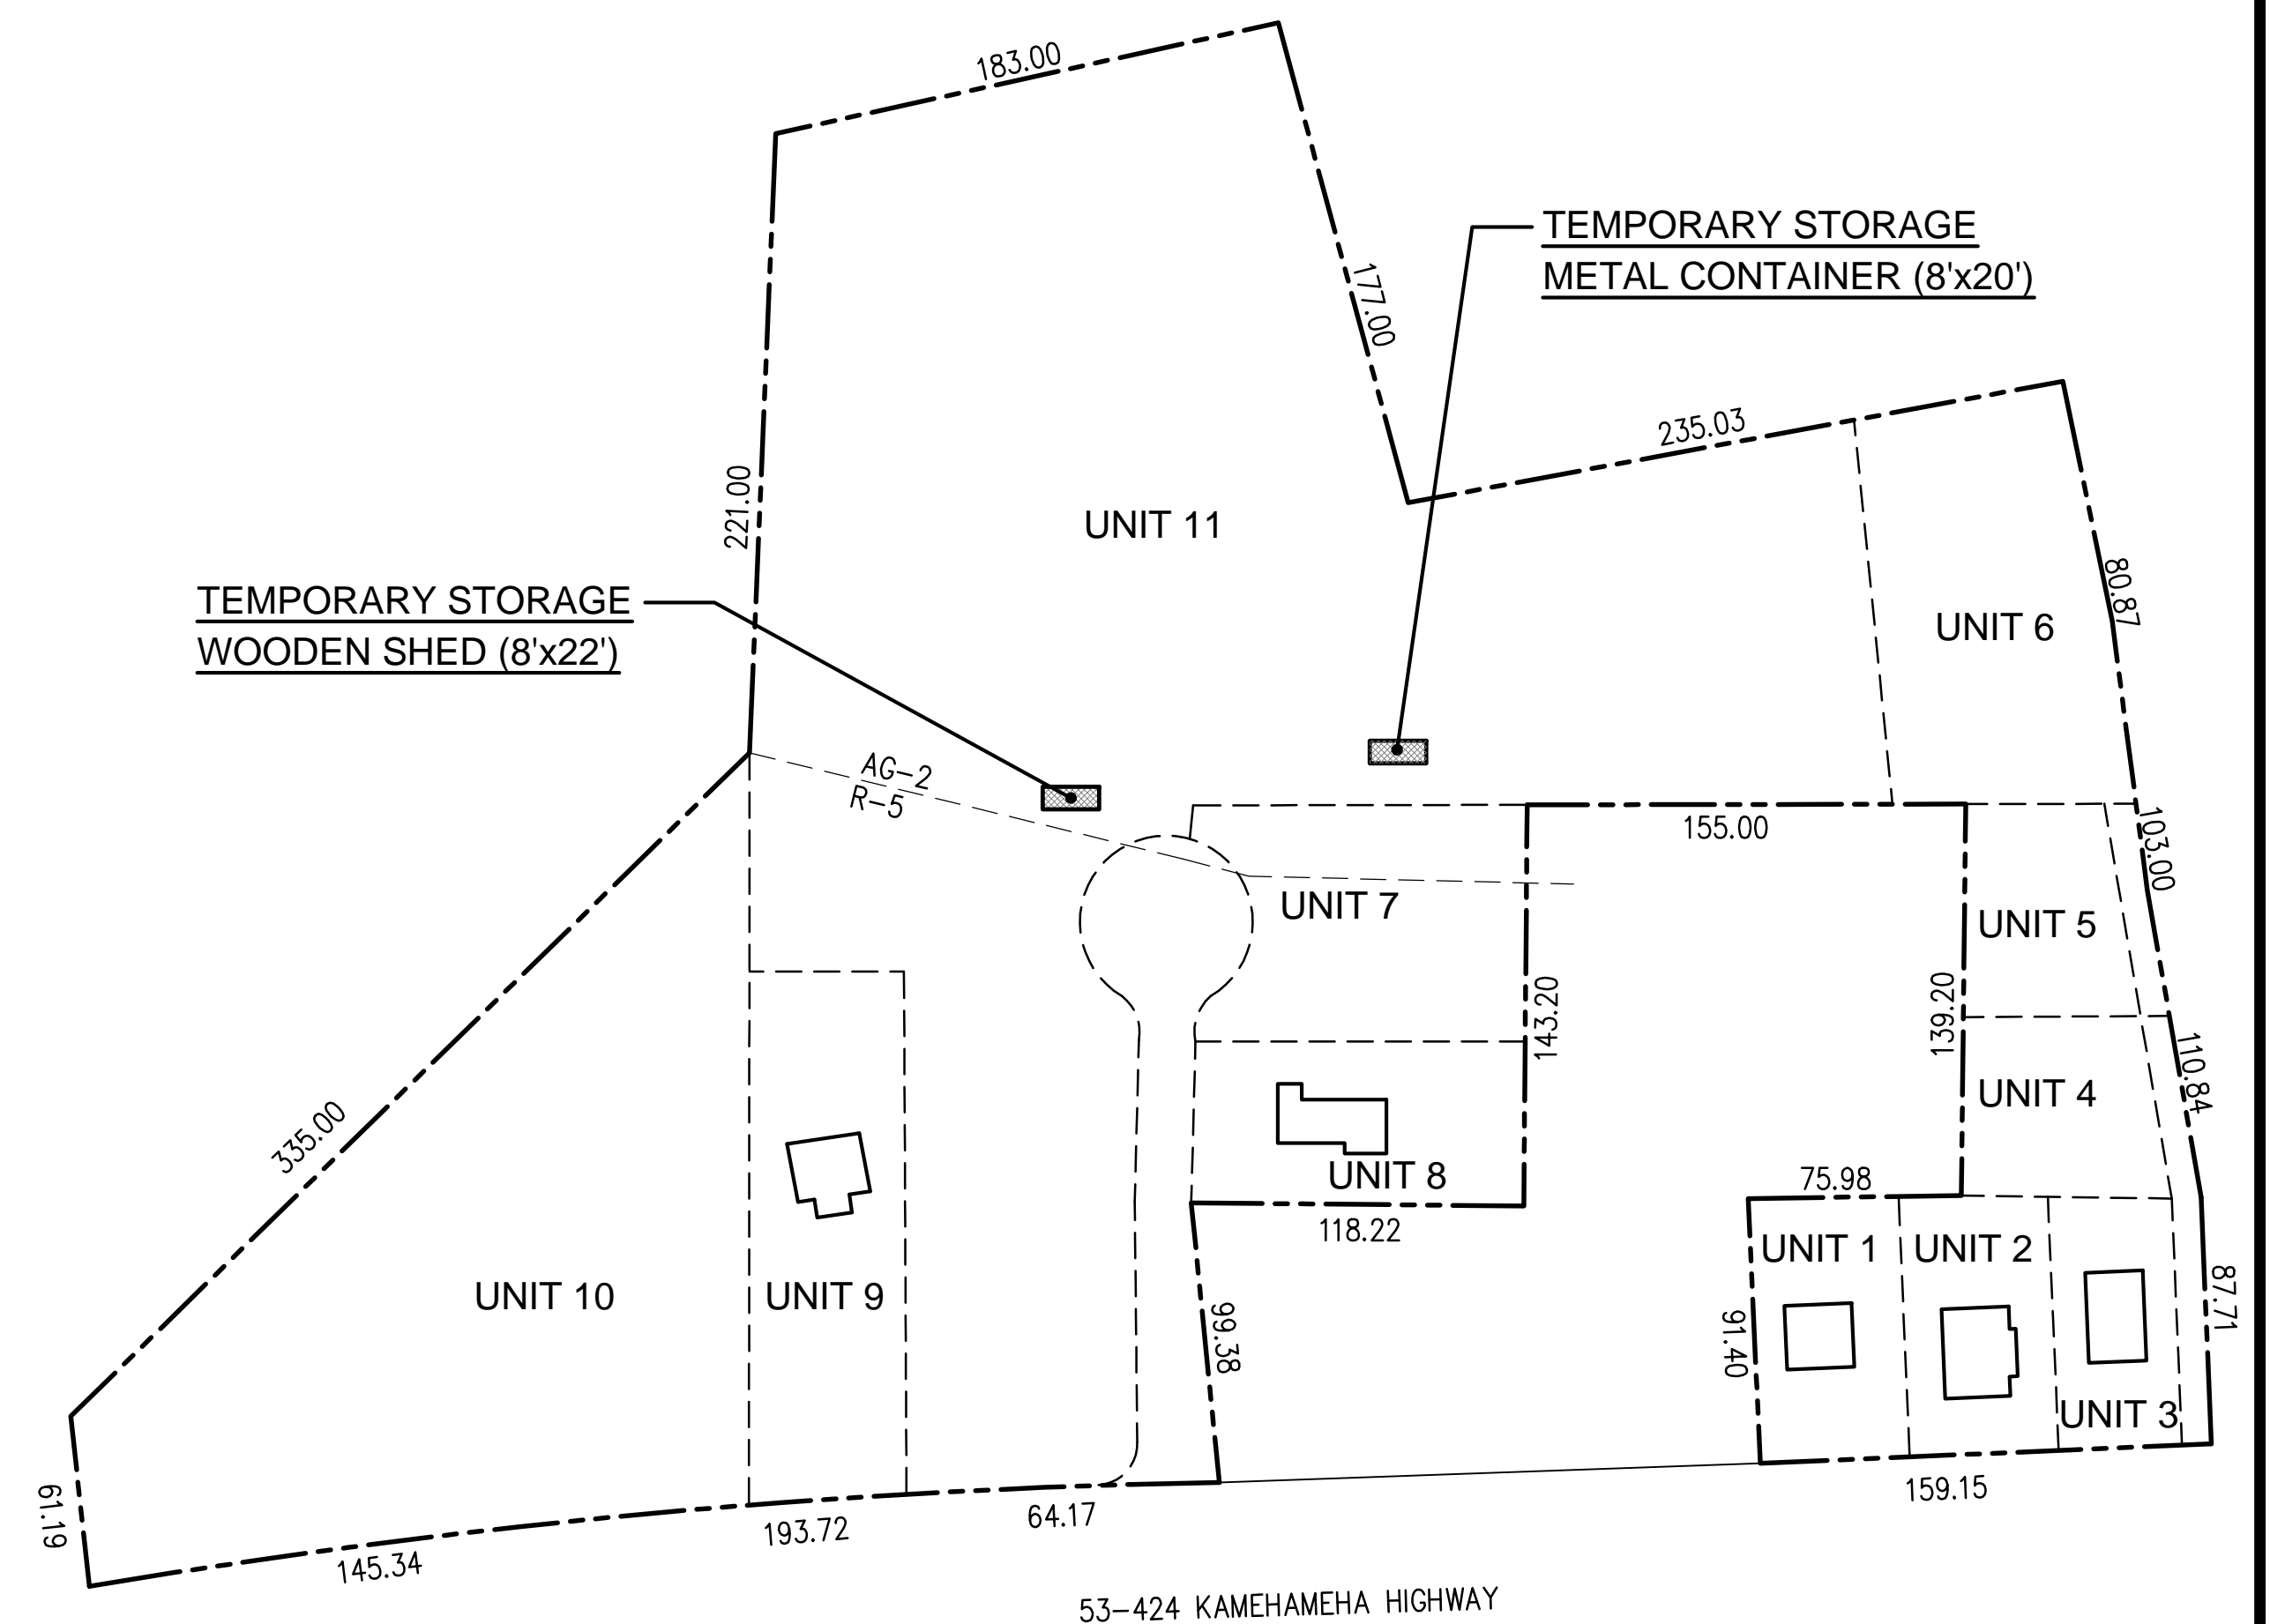 183.00
TEMPORARY STORAGE
METAL CONTAINER (8'x20')
177.00
235.03
221.00
UNIT 11
TEMPORARY STORAGE
WOODEN SHED (8'x22')
80.87
UNIT 6
AG-2
R-5
155.00
103.00
UNIT 7
UNIT 5
143.20
139.20
110.84
UNIT 4
335.00
UNIT 8
75.98
118.22
UNIT 1
UNIT 2
UNIT 10
UNIT 9
99.38
91.40
87.71
UNIT 3
61.19
159.15
64.17
193.72
145.34
53-424 KAMEHAMEHA HIGHWAY